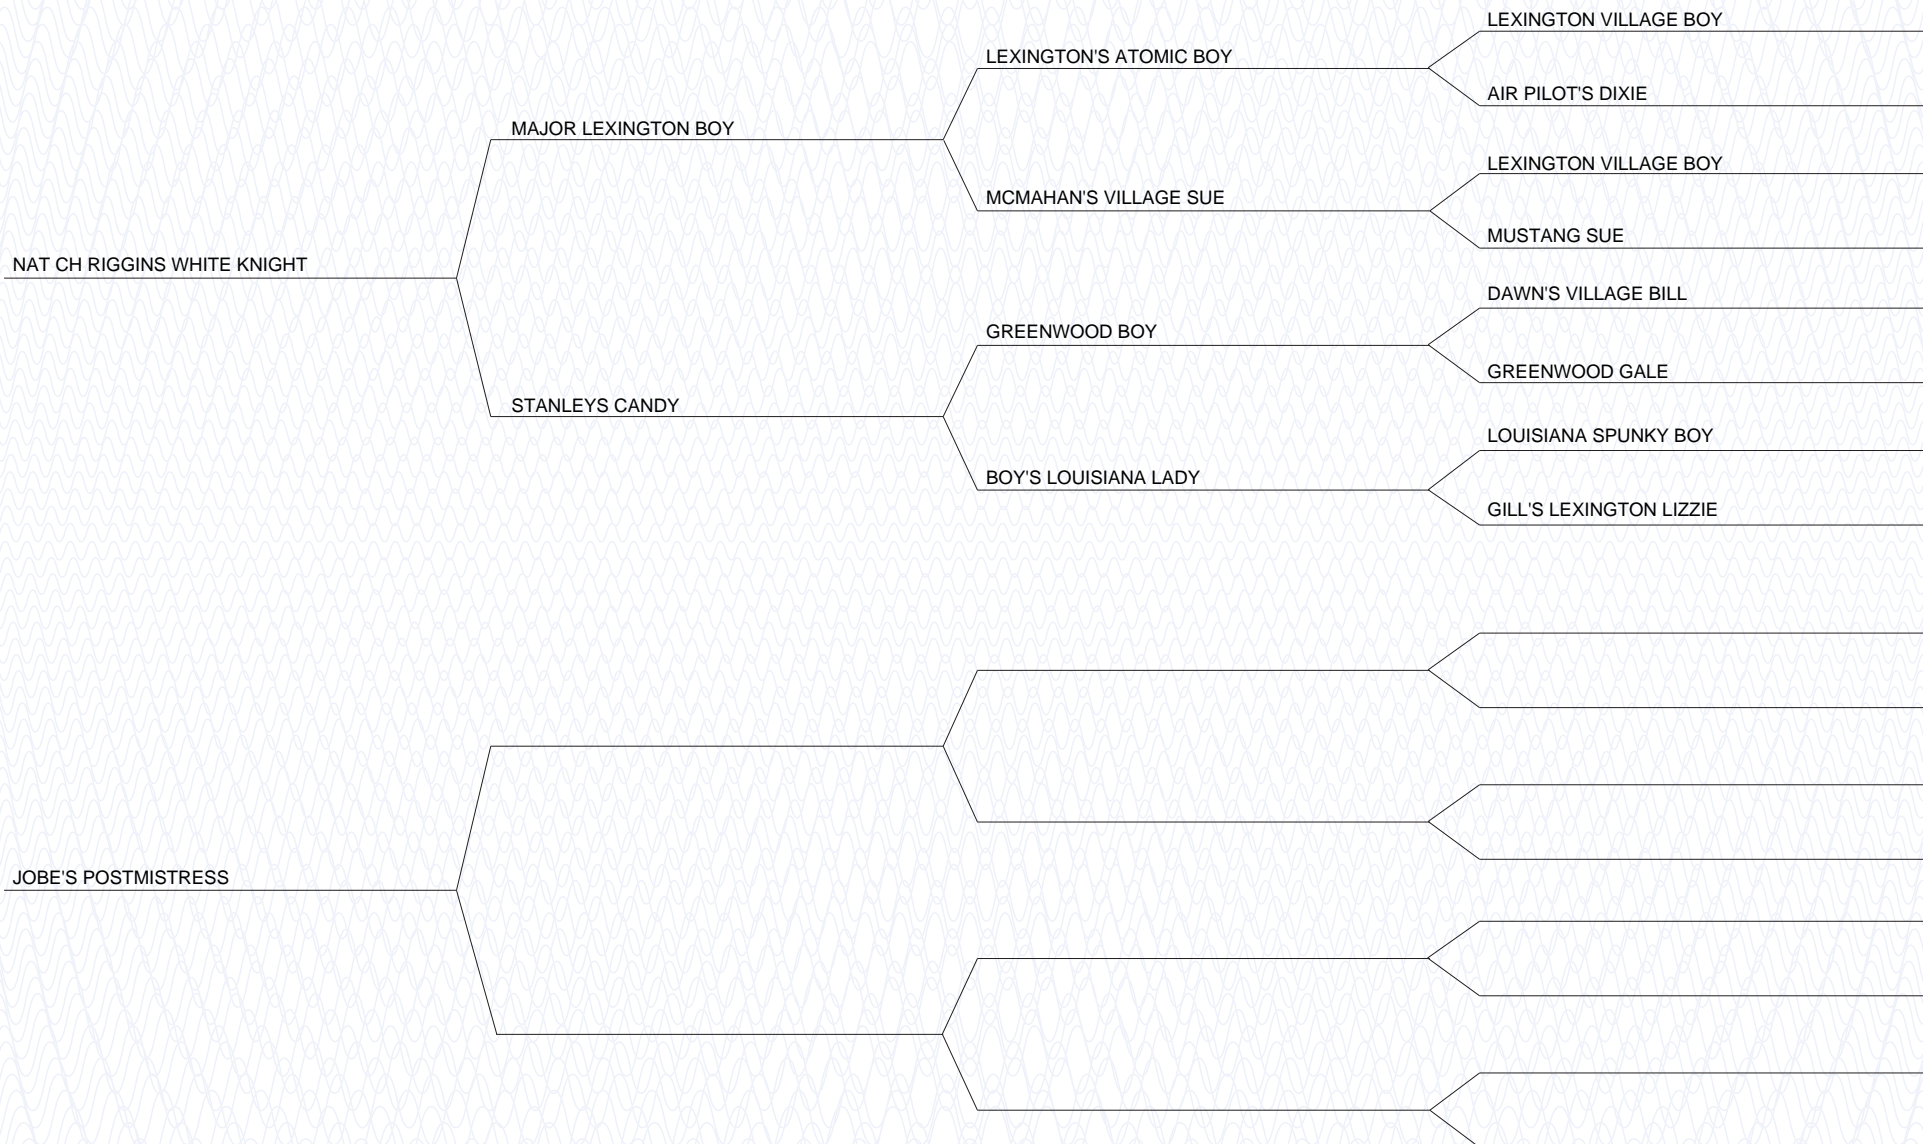 LEXINGTON VILLAGE BOY
LEXINGTON'S ATOMIC BOY
AIR PILOT'S DIXIE
MAJOR LEXINGTON BOY
LEXINGTON VILLAGE BOY
MCMAHAN'S VILLAGE SUE
MUSTANG SUE
NAT CH RIGGINS WHITE KNIGHT
DAWN'S VILLAGE BILL
GREENWOOD BOY
GREENWOOD GALE
STANLEYS CANDY
LOUISIANA SPUNKY BOY
BOY'S LOUISIANA LADY
GILL'S LEXINGTON LIZZIE
JOBE'S POSTMISTRESS